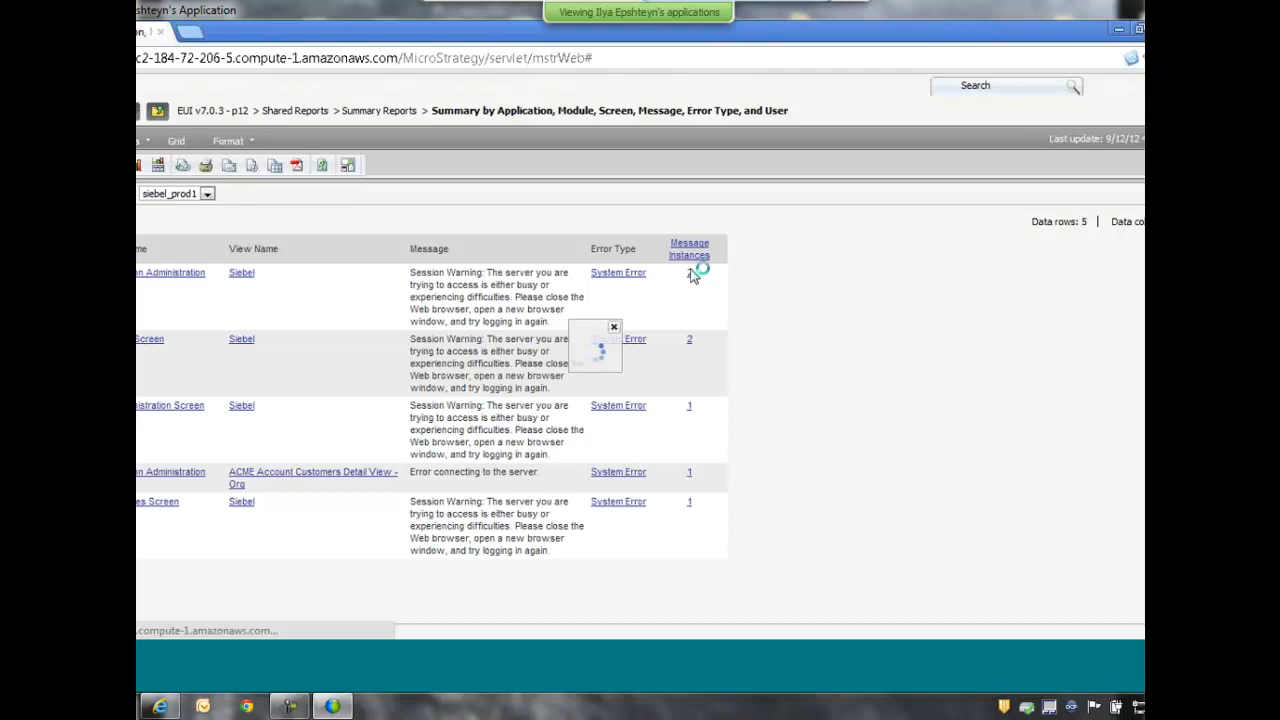 shteyn's Application
Viewing Ilya Epshteyn's applications
on, |
c2-184-72-206-5.compute-1.amazonaws.com/MicroStrategy/servlet/mstrWeb#
Search
EUI v7.0.3 - p12 > Shared Reports > Summary Reports > Summary by Application, Module, Screen, Message, Error Type, and User
Grid Format
Last update: 9/12/12
siebel_prod1
Data rows: 5 | Data co
me View Name Message Error Type Message Instances
on Administration Siebel Session Warning: The server you are System Error
trying to access is either busy or
experiencing difficulties. Please close the
Web browser, open a new browser
window, and try logging in again.
Screen Siebel Session Warning: The server you are Error 2
trying to access is either busy or
experiencing difficulties. Please close the
Web browser, open a new browser
window, and try logging in again.
istration Screen Siebel Session Warning: The server you are System Error 1
trying to access is either busy or
experiencing difficulties. Please close the
Web browser, open a new browser
window, and try logging in again.
on Administration ACME Account Customers Detail View - Error connecting to the server. System Error 1
Org
es Screen Siebel Session Warning: The server you are System Error 1
trying to access is either busy or
experiencing difficulties. Please close the
Web browser, open a new browser
window, and try logging in again.
.compute-1.amazonaws.com...